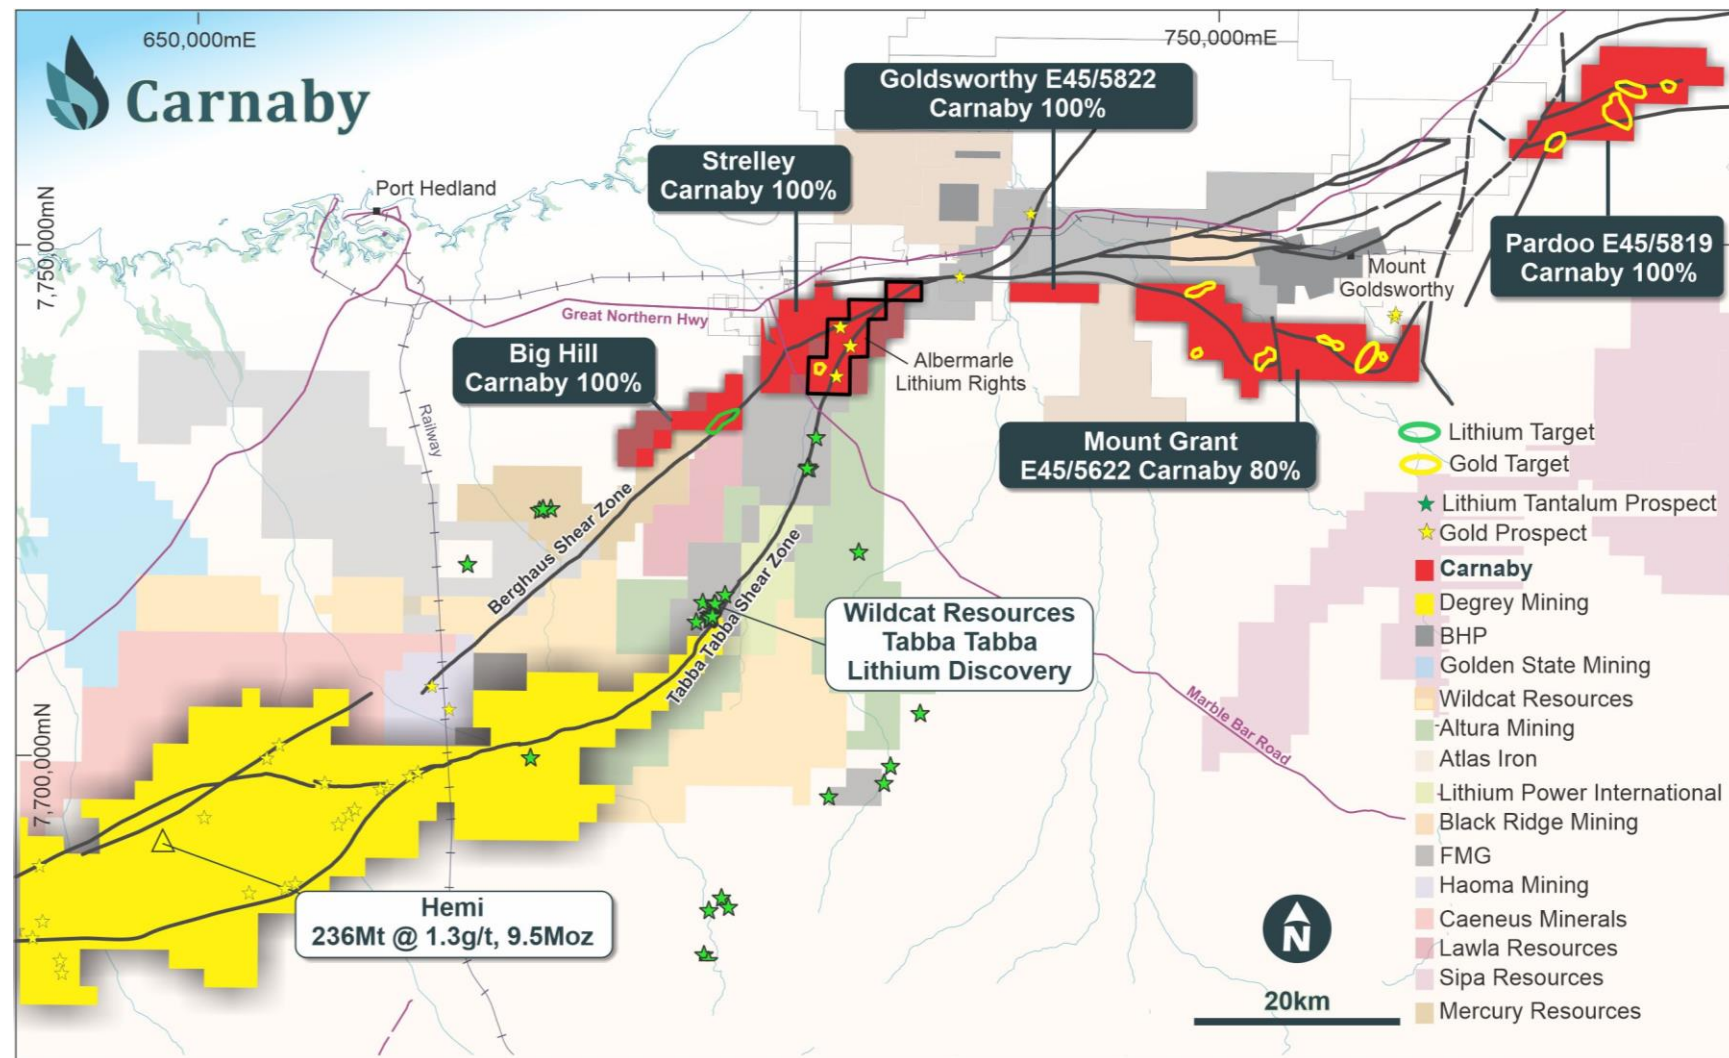 650,000mE
750,000mE
Carnaby
Goldsworthy E45/5822
Carnaby 100%
Strelley
Carnaby 100%
Port Hedland
7,750,000mN
Pardoo E45/5819
Carnaby 100%
Mount
Goldsworthy
Great Northern Hwy
Big Hill
Carnaby 100%
Albermarle
Lithium Rights
Railway
Mount Grant
E45/5622 Carnaby 80%
Berghaus Shear Zone
Tabba Tabba Shear Zone
Wildcat Resources
Tabba Tabba
Lithium Discovery
Marble Bar Road
7,700,000mN
Hemi
236Mt @ 1.3g/t, 9.5Moz
N
20km
Lithium Target
Gold Target
Lithium Tantalum Prospect
Gold Prospect
Carnaby
Degrey Mining
BHP
Golden State Mining
Wildcat Resources
Altura Mining
Atlas Iron
Lithium Power International
Black Ridge Mining
FMG
Haoma Mining
Caeneus Minerals
Lawla Resources
Sipa Resources
Mercury Resources